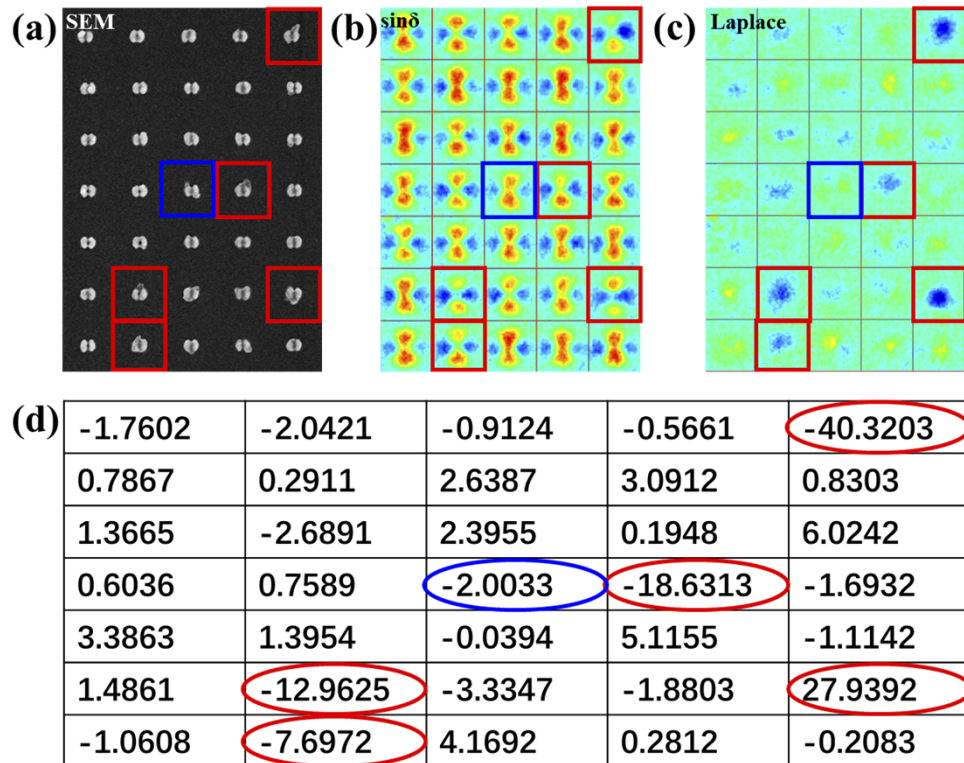 (a) SEM (b) sinδ (c) Laplace
(d)
-1.7602 -2.0421 -0.9124 -0.5661 -40.3203
0.7867 0.2911 2.6387 3.0912 0.8303
1.3665 -2.6891 2.3955 0.1948 6.0242
0.6036 0.7589 -2.0033 -18.6313 -1.6932
3.3863 1.3954 -0.0394 5.1155 -1.1142
1.4861 -12.9625 -3.3347 -1.8803 27.9392
-1.0608 -7.6972 4.1692 0.2812 -0.2083